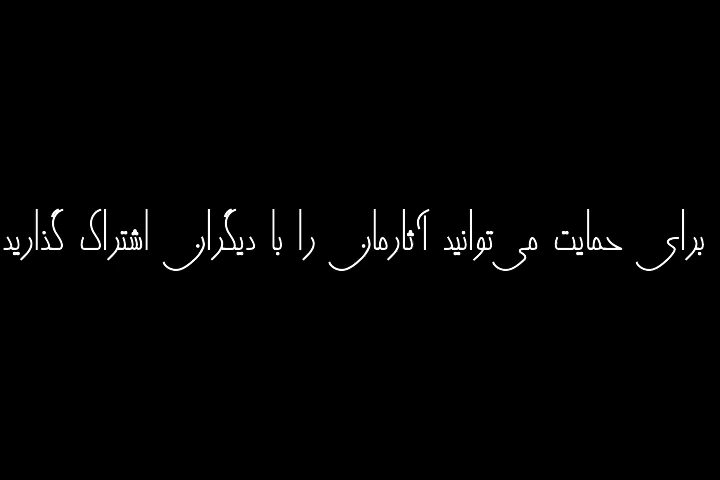 برای حمایت می‌توانید آثارمان را با دیگران اشتراک گذارید